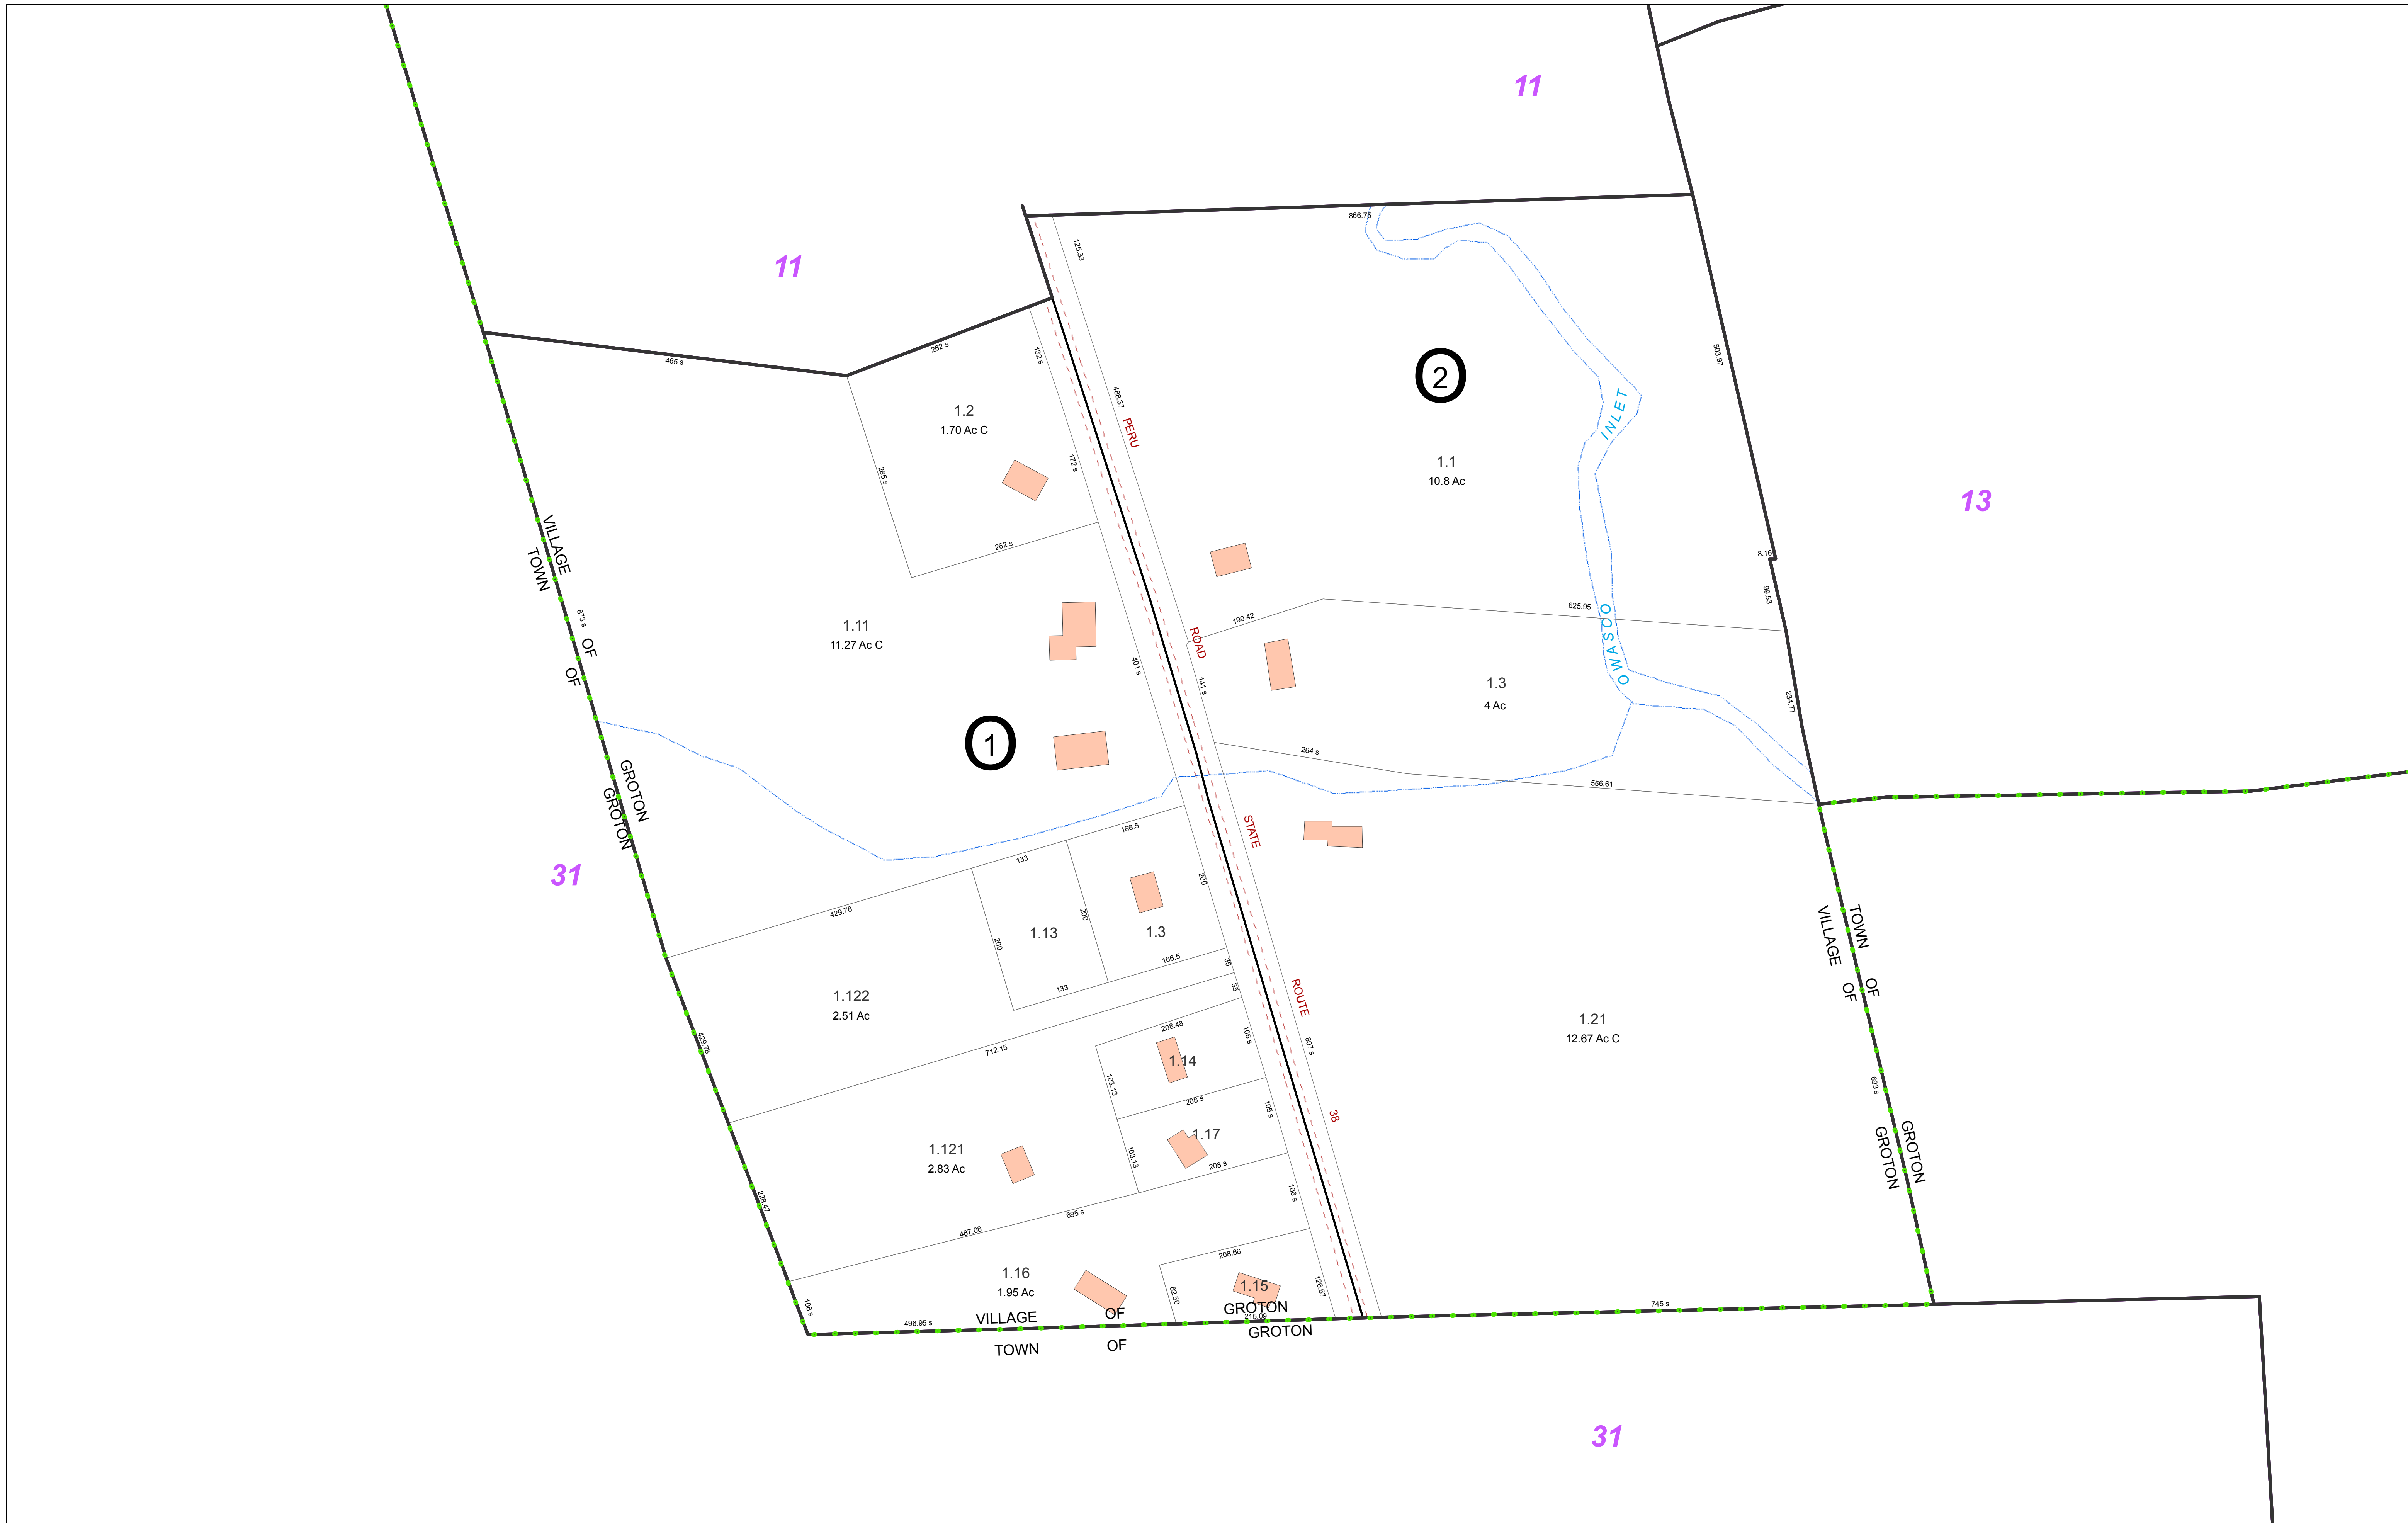 11
866.75
125.33
11
262 s
132 s
465 s
503.97
2
488.37
PERU
INLET
1.2
1.70 Ac C
285 s
172 s
1.1
10.8 Ac
13
262 s
VILLAGE OF GROTON
TOWN OF GROTON
873 s
8.16
99.53
625.95
190.42
1.11
11.27 Ac C
ROAD
OWASCO
401 s
141 s
1.3
4 Ac
234.77
1
264 s
556.61
STATE
166.5
133
31
200
429.78
200
200
1.13
1.3
166.5
35
133
35
TOWN OF GROTON
VILLAGE OF GROTON
1.122
2.51 Ac
ROUTE
1.21
12.67 Ac C
208.48
106 s
807 s
429.78
712.15
1.14
103.13
693 s
208 s
105 s
38
1.17
1.121
2.83 Ac
103.13
208 s
106 s
228.47
695 s
487.08
208.66
1.16
1.95 Ac
82.50
1.15
126.67
108 s
745 s
496.95 s
VILLAGE OF GROTON
215.09
TOWN OF GROTON
31